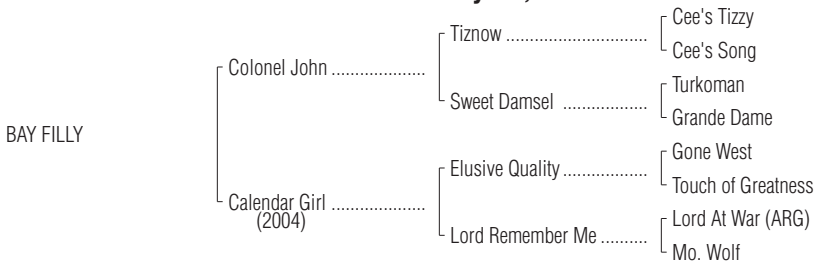 Cee's Tizzy
Tiznow ..............................
Cee's Song
Colonel John .....................
Turkoman
Sweet Damsel ..................
Grande Dame
BAY FILLY
Gone West
Elusive Quality ..................
Touch of Greatness
Calendar Girl .....................
(2004)
Lord At War (ARG)
Lord Remember Me ..........
Mo. Wolf